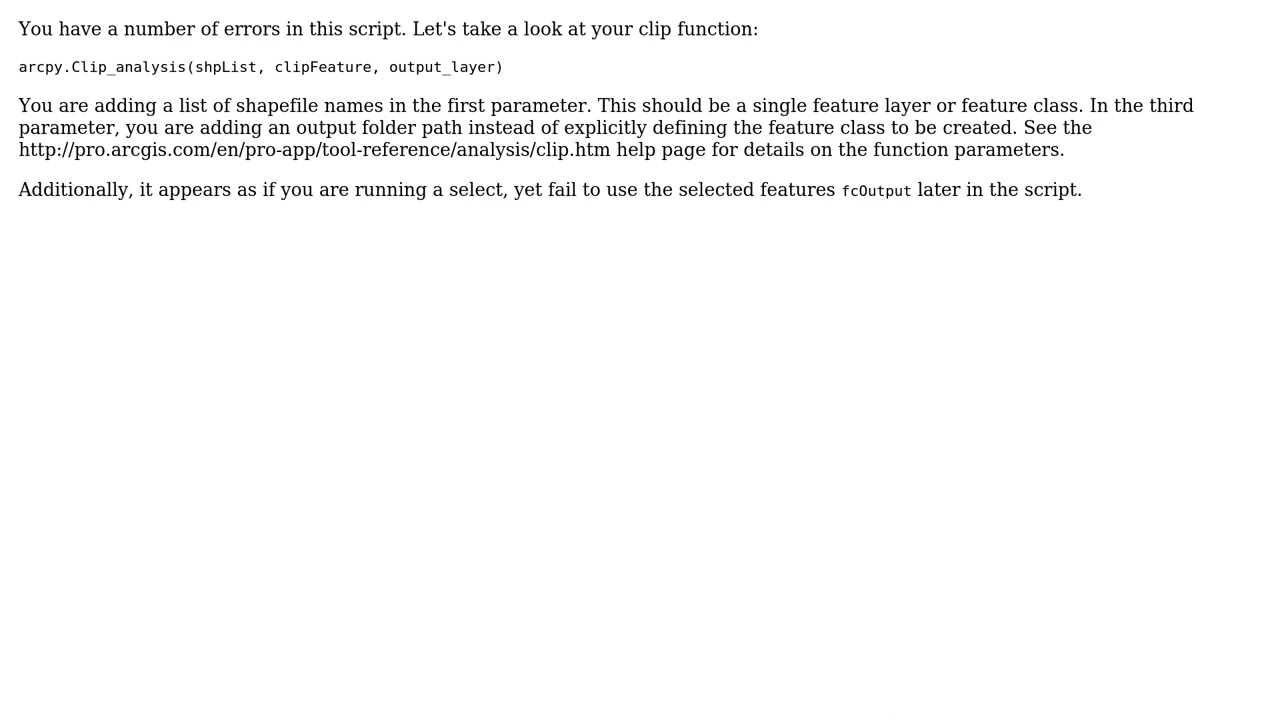 You have a number of errors in this script. Let's take a look at your clip function:
arcpy.Clip_analysis(shpList, clipFeature, output_layer)
You are adding a list of shapefile names in the first parameter. This should be a single feature layer or feature class. In the third
parameter, you are adding an output folder path instead of explicitly defining the feature class to be created. See the
http://pro.arcgis.com/en/pro-app/tool-reference/analysis/clip.htm help page for details on the function parameters.
Additionally, it appears as if you are running a select, yet fail to use the selected features fcOutput later in the script.